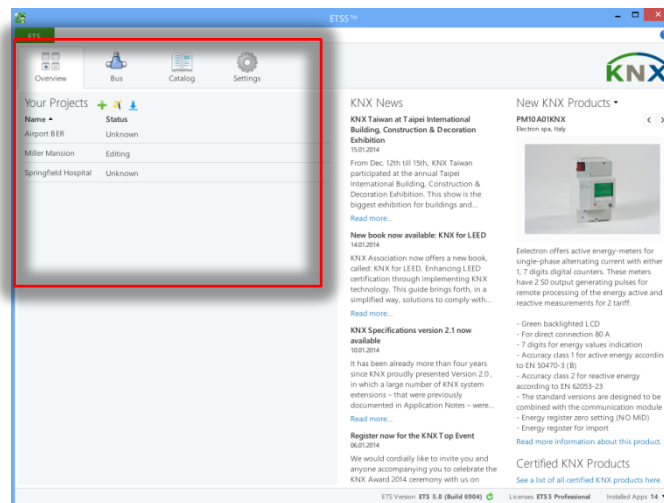 ETS5™
ETS
Overview
Bus
Catalog
Settings
KNX
Your Projects
Name
Status
Airport BER
Unknown
Miller Mansion
Editing
Springfield Hospital
Unknown
KNX News
KNX Taiwan at Taipei International
Building, Construction & Decoration
Exhibition
15.01.2014
From Dec. 12th till 15th, KNX Taiwan
participated at the annual Taipei
International Building, Construction &
Decoration Exhibition. This show is the
biggest exhibition for buildings and...
Read more...
New book now available: KNX for LEED
14.01.2014
KNX Association now offers a new book,
called: KNX for LEED, Enhancing LEED
certification through implementing KNX
technology. This guide brings forth, in a
simplified way, solutions to comply with...
Read more...
KNX Specifications version 2.1 now
available
10.01.2014
It has been already more than four years
since KNX proudly presented Version 2.0,
in which a large number of KNX system
extensions – that were previously
documented in Application Notes – were...
Read more...
Register now for the KNX Top Event
06.01.2014
We would cordially like to invite you and
anyone accompanying you to celebrate the
KNX Award 2014 ceremony with us on
New KNX Products
PM10A01KNX
Electron spa, Italy
Eelectron offers active energy-meters for
single-phase alternating current with either
1, 7 digits digital counters. These meters
have 2 S0 output generating pulses for
remote processing of the energy active and
reactive measurements for 2 tariff.
- Green backlighted LCD
- For direct connection 80 A
- 7 digits for energy values indication
- Accuracy class 1 for active energy accordin
to EN 50470-3 (B)
- Accuracy class 2 for reactive energy
according to EN 62053-23
- The standard versions are designed to be
combined with the communication module
- Energy register zero setting (NO MiD)
- Energy register for import
Read more information about this product.
Certified KNX Products
See a list of all certified KNX products here.
ETS Version ETS 5.0 (Build 6904)
Licenses ETS5 Professional
Installed Apps 14